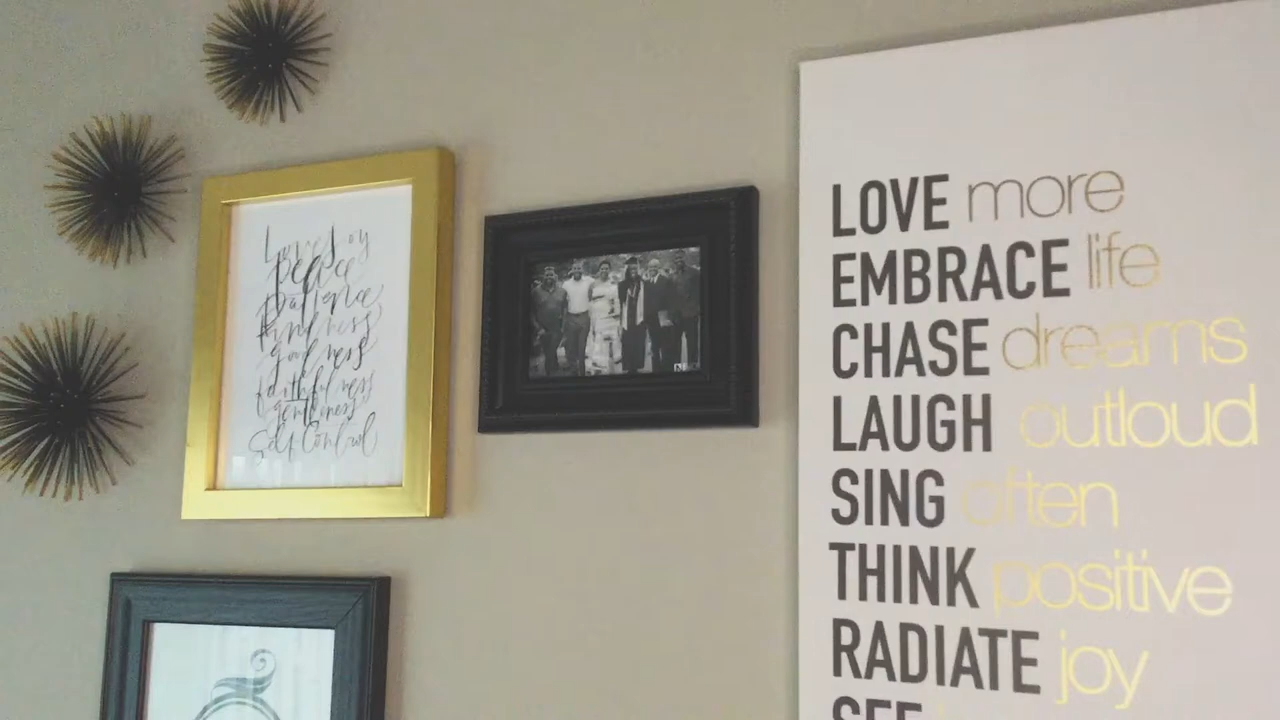 Love Joy
Peace
Patience
Kindness
goodness
faithfulness
gentleness
Self Control
LOVE more
EMBRACE life
CHASE dreams
LAUGH outloud
SING often
THINK positive
RADIATE joy
SEE